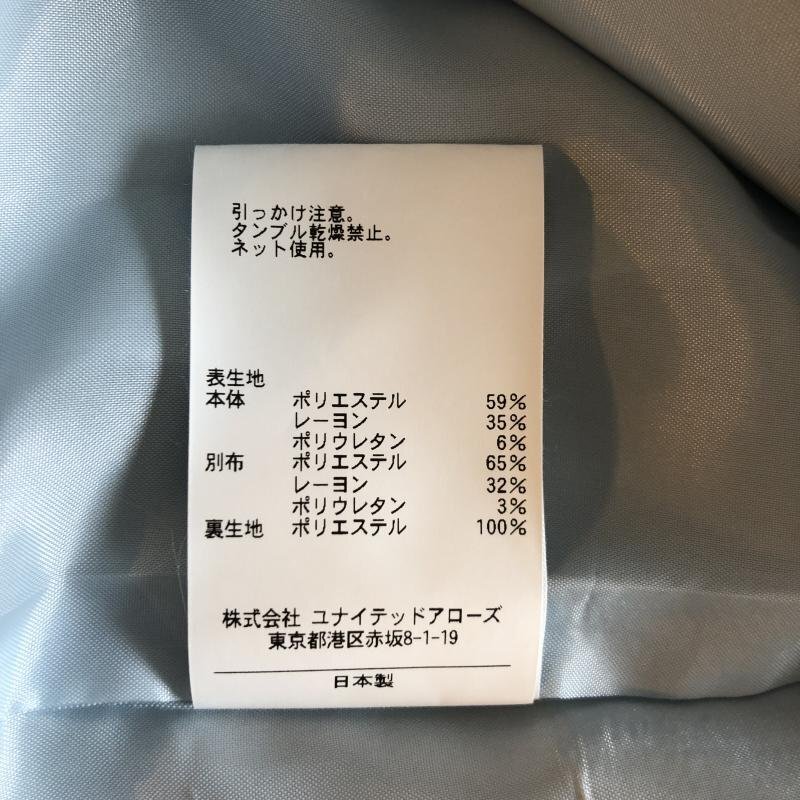 引っかけ注意。
タンブル乾燥禁止。
ネット使用。
表生地
本体 ポリエステル 59%
レーヨン 35%
ポリウレタン 6%
別布 ポリエステル 65%
レーヨン 32%
ポリウレタン 3%
裏生地 ポリエステル 100%
株式会社 ユナイテッドアローズ
東京都港区赤坂8-1-19
日本製